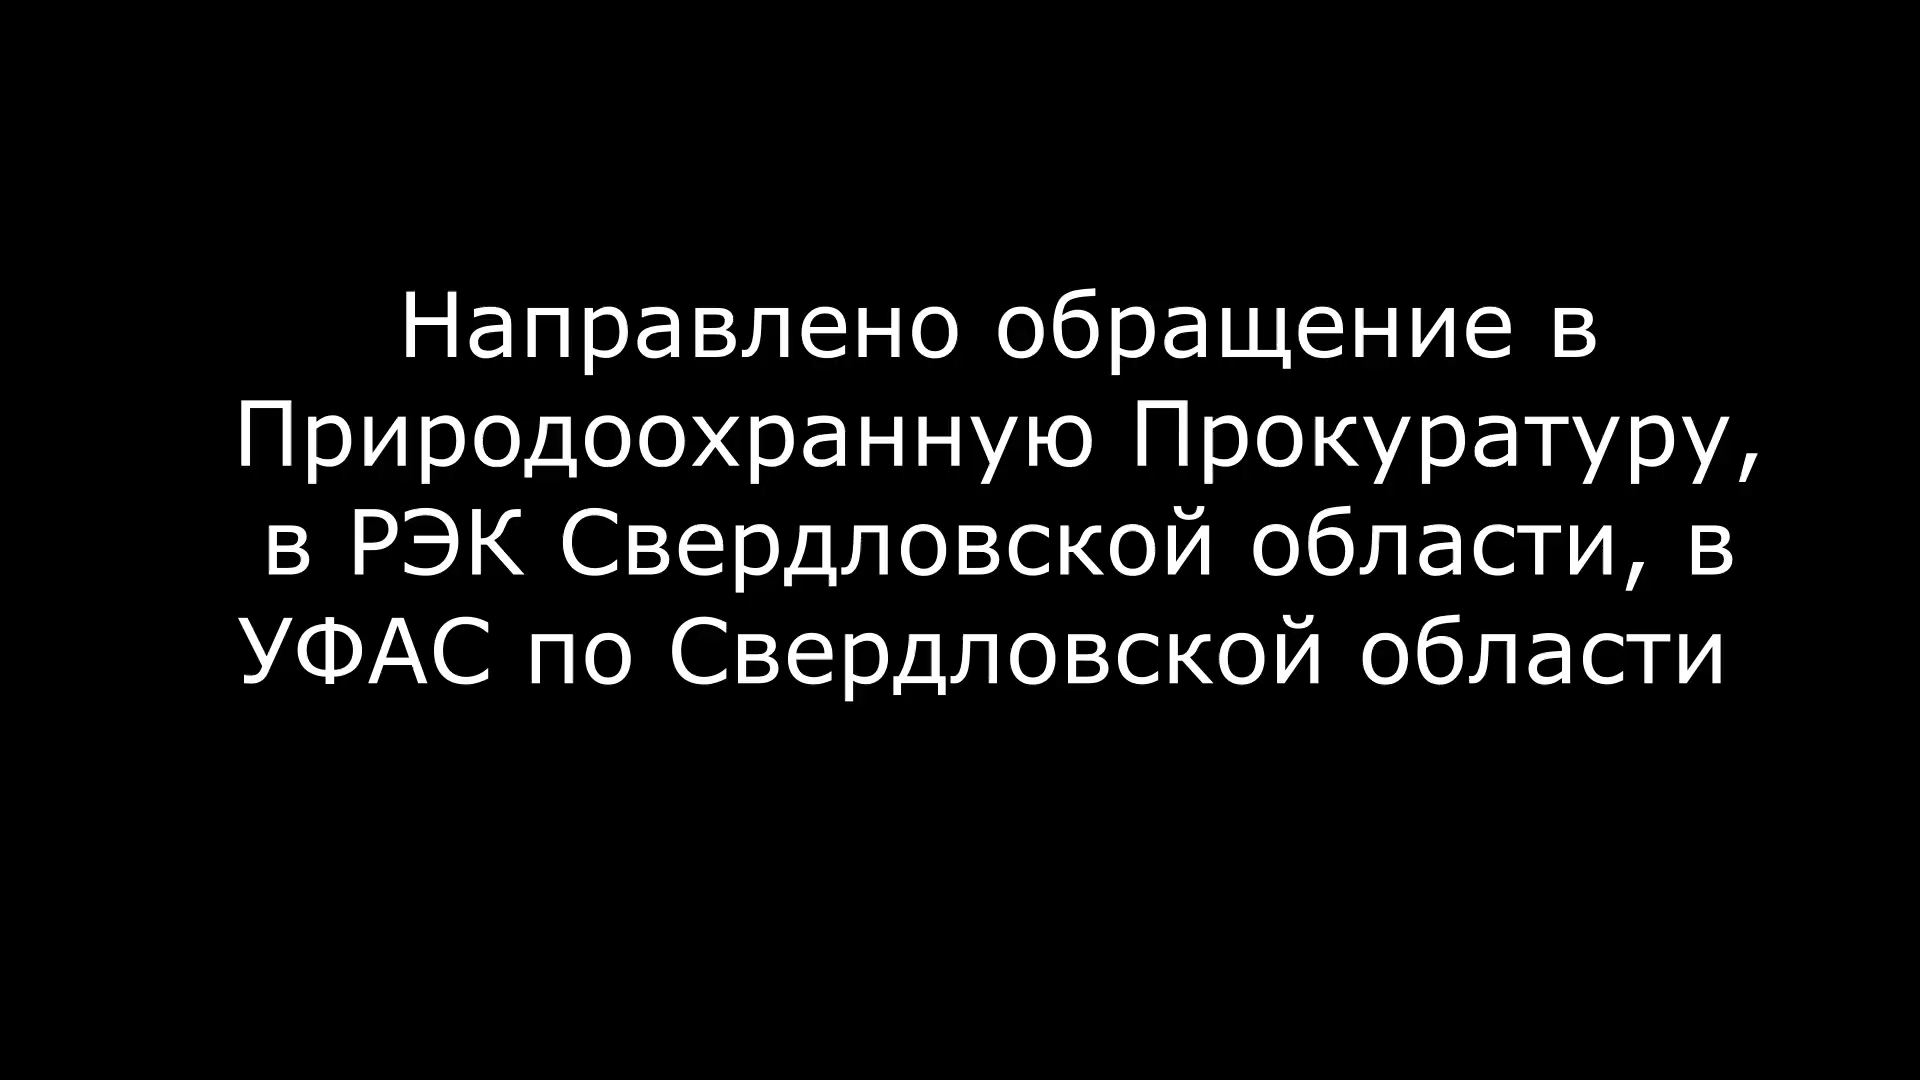 Направлено обращение в
Природоохранную Прокуратуру,
в РЭК Свердловской области, в
УФАС по Свердловской области